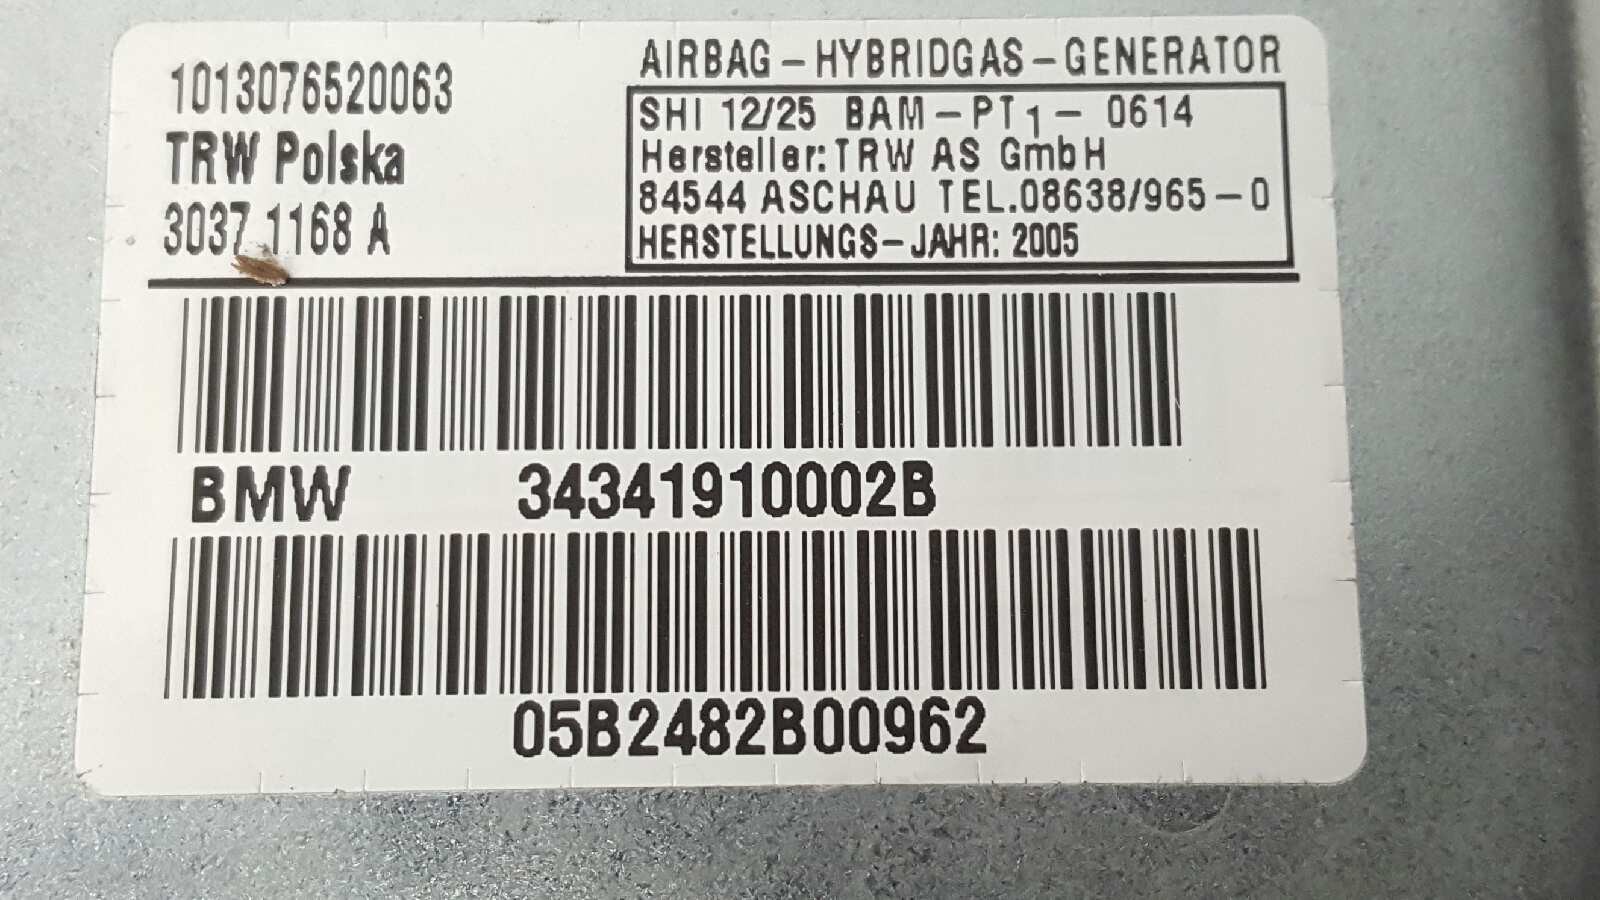 1013076520063
TRW Polska
3037 1168 A
AIRBAG-HYBRIDGAS-GENERATOR
SHI 12/25 BAM-PT1- 0614
Hersteller: TRW AS GmbH
84544 ASCHAU TEL.08638/965-0
HERSTELLUNGS-JAHR: 2005
BMW 34341910002B
05B2482B00962